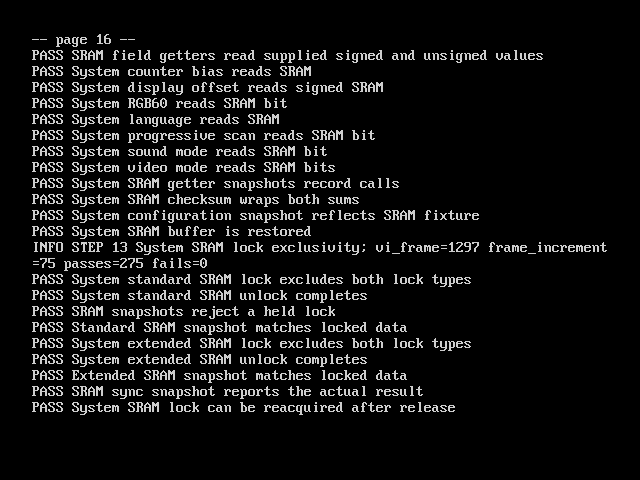 -- page 16 --
PASS SRAM field getters read supplied signed and unsigned values
PASS System counter bias reads SRAM
PASS System display offset reads signed SRAM
PASS System RGB60 reads SRAM bit
PASS System language reads SRAM
PASS System progressive scan reads SRAM bit
PASS System sound mode reads SRAM bit
PASS System video mode reads SRAM bits
PASS System SRAM getter snapshots record calls
PASS System SRAM checksum wraps both sums
PASS System configuration snapshot reflects SRAM fixture
PASS System SRAM buffer is restored
INFO STEP 13 System SRAM lock exclusivity; vi_frame=1297 frame_increment
=75 passes=275 fails=0
PASS System standard SRAM lock excludes both lock types
PASS System standard SRAM unlock completes
PASS SRAM snapshots reject a held lock
PASS Standard SRAM snapshot matches locked data
PASS System extended SRAM lock excludes both lock types
PASS System extended SRAM unlock completes
PASS Extended SRAM snapshot matches locked data
PASS SRAM sync snapshot reports the actual result
PASS System SRAM lock can be reacquired after release